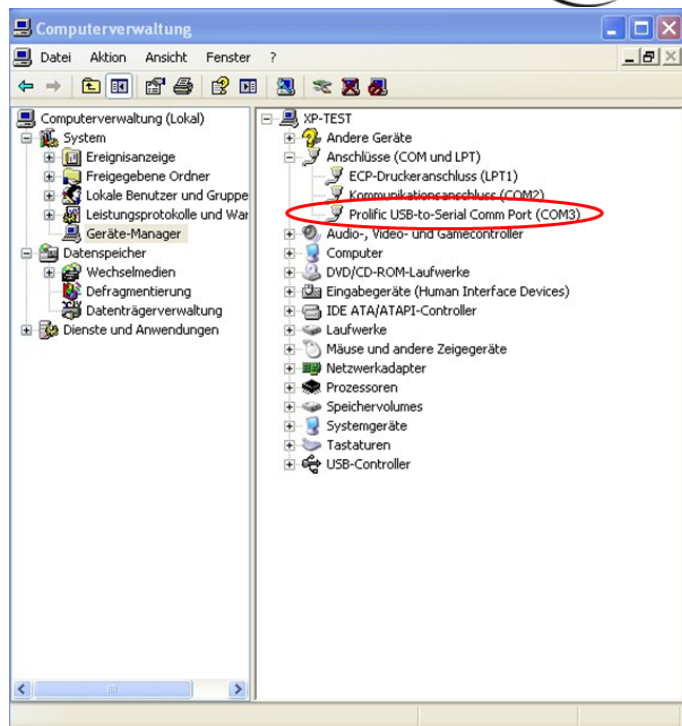 Computerverwaltung
Datei Aktion Ansicht Fenster ?
Computerverwaltung (Lokal)
System
Ereignisanzeige
Freigegebene Ordner
Lokale Benutzer und Gruppe
Leistungsprotokolle und War
Geräte-Manager
Datenspeicher
Wechselmedien
Defragmentierung
Datenträgerverwaltung
Dienste und Anwendungen
XP-TEST
Andere Geräte
Anschlüsse (COM und LPT)
ECP-Druckeranschluss (LPT1)
Kommunikationsanschluss (COM2)
Prolific USB-to-Serial Comm Port (COM3)
Audio-, Video- und Gamecontroller
Computer
DVD/CD-ROM-Laufwerke
Eingabegeräte (Human Interface Devices)
IDE ATA/ATAPI-Controller
Laufwerke
Mäuse und andere Zeigegeräte
Netzwerkadapter
Prozessoren
Speichervolumes
Systemgeräte
Tastaturen
USB-Controller